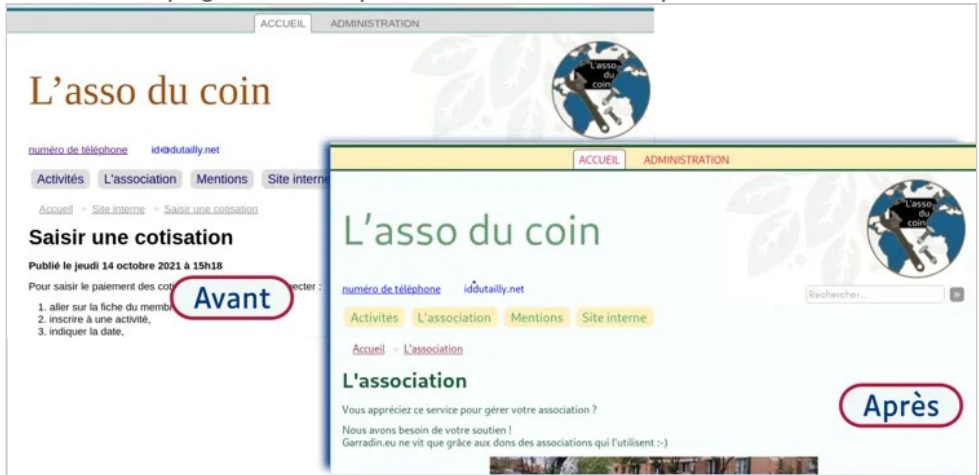 ACCUEIL ADMINISTRATION
L'asso
du
coin
L’asso du coin
numéro de téléphone id@dutailly.net
Activités L'association Mentions Site interne
Accueil » Site interne » Saisir une cotisation
Saisir une cotisation
Publié le jeudi 14 octobre 2021 à 15h18
Pour saisir le paiement des
1. aller sur la fiche du
2. inscrire à une activité,
3. indiquer la date,
Avant
ACCUEIL ADMINISTRATION
L'asso
du
coin
L’asso du coin
numéro de téléphone
Rechercher... »
Activités L'association Mentions Site interne
Accueil » L'association
L'association
Vous appréciez ce service pour gérer votre association ?
Nous avons besoin de votre soutien !
Garradin.eu ne vit que grâce aux dons des associations qui l'utilisent :-)
Après